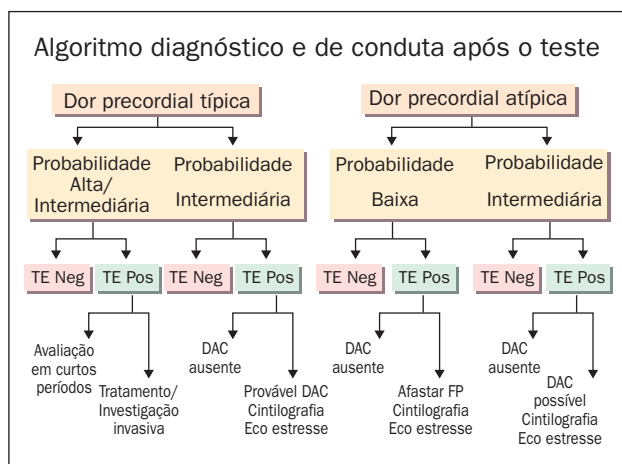 Algoritmo diagnóstico e de conduta após o teste
Dor precordial típica
Dor precordial atípica
Probabilidade
Alta/
Intermediária
Probabilidade
Intermediária
Probabilidade
Baixa
Probabilidade
Intermediária
TE Neg
TE Pos
TE Neg
TE Pos
TE Neg
TE Pos
TE Neg
TE Pos
Avaliação
em curtos
períodos
Tratamento/
Investigação
invasiva
DAC
ausente
Provável DAC
Cintilografia
Eco estresse
DAC
ausente
Afastar FP
Cintilografia
Eco estresse
DAC
ausente
DAC
possível
Cintilografia
Eco estresse